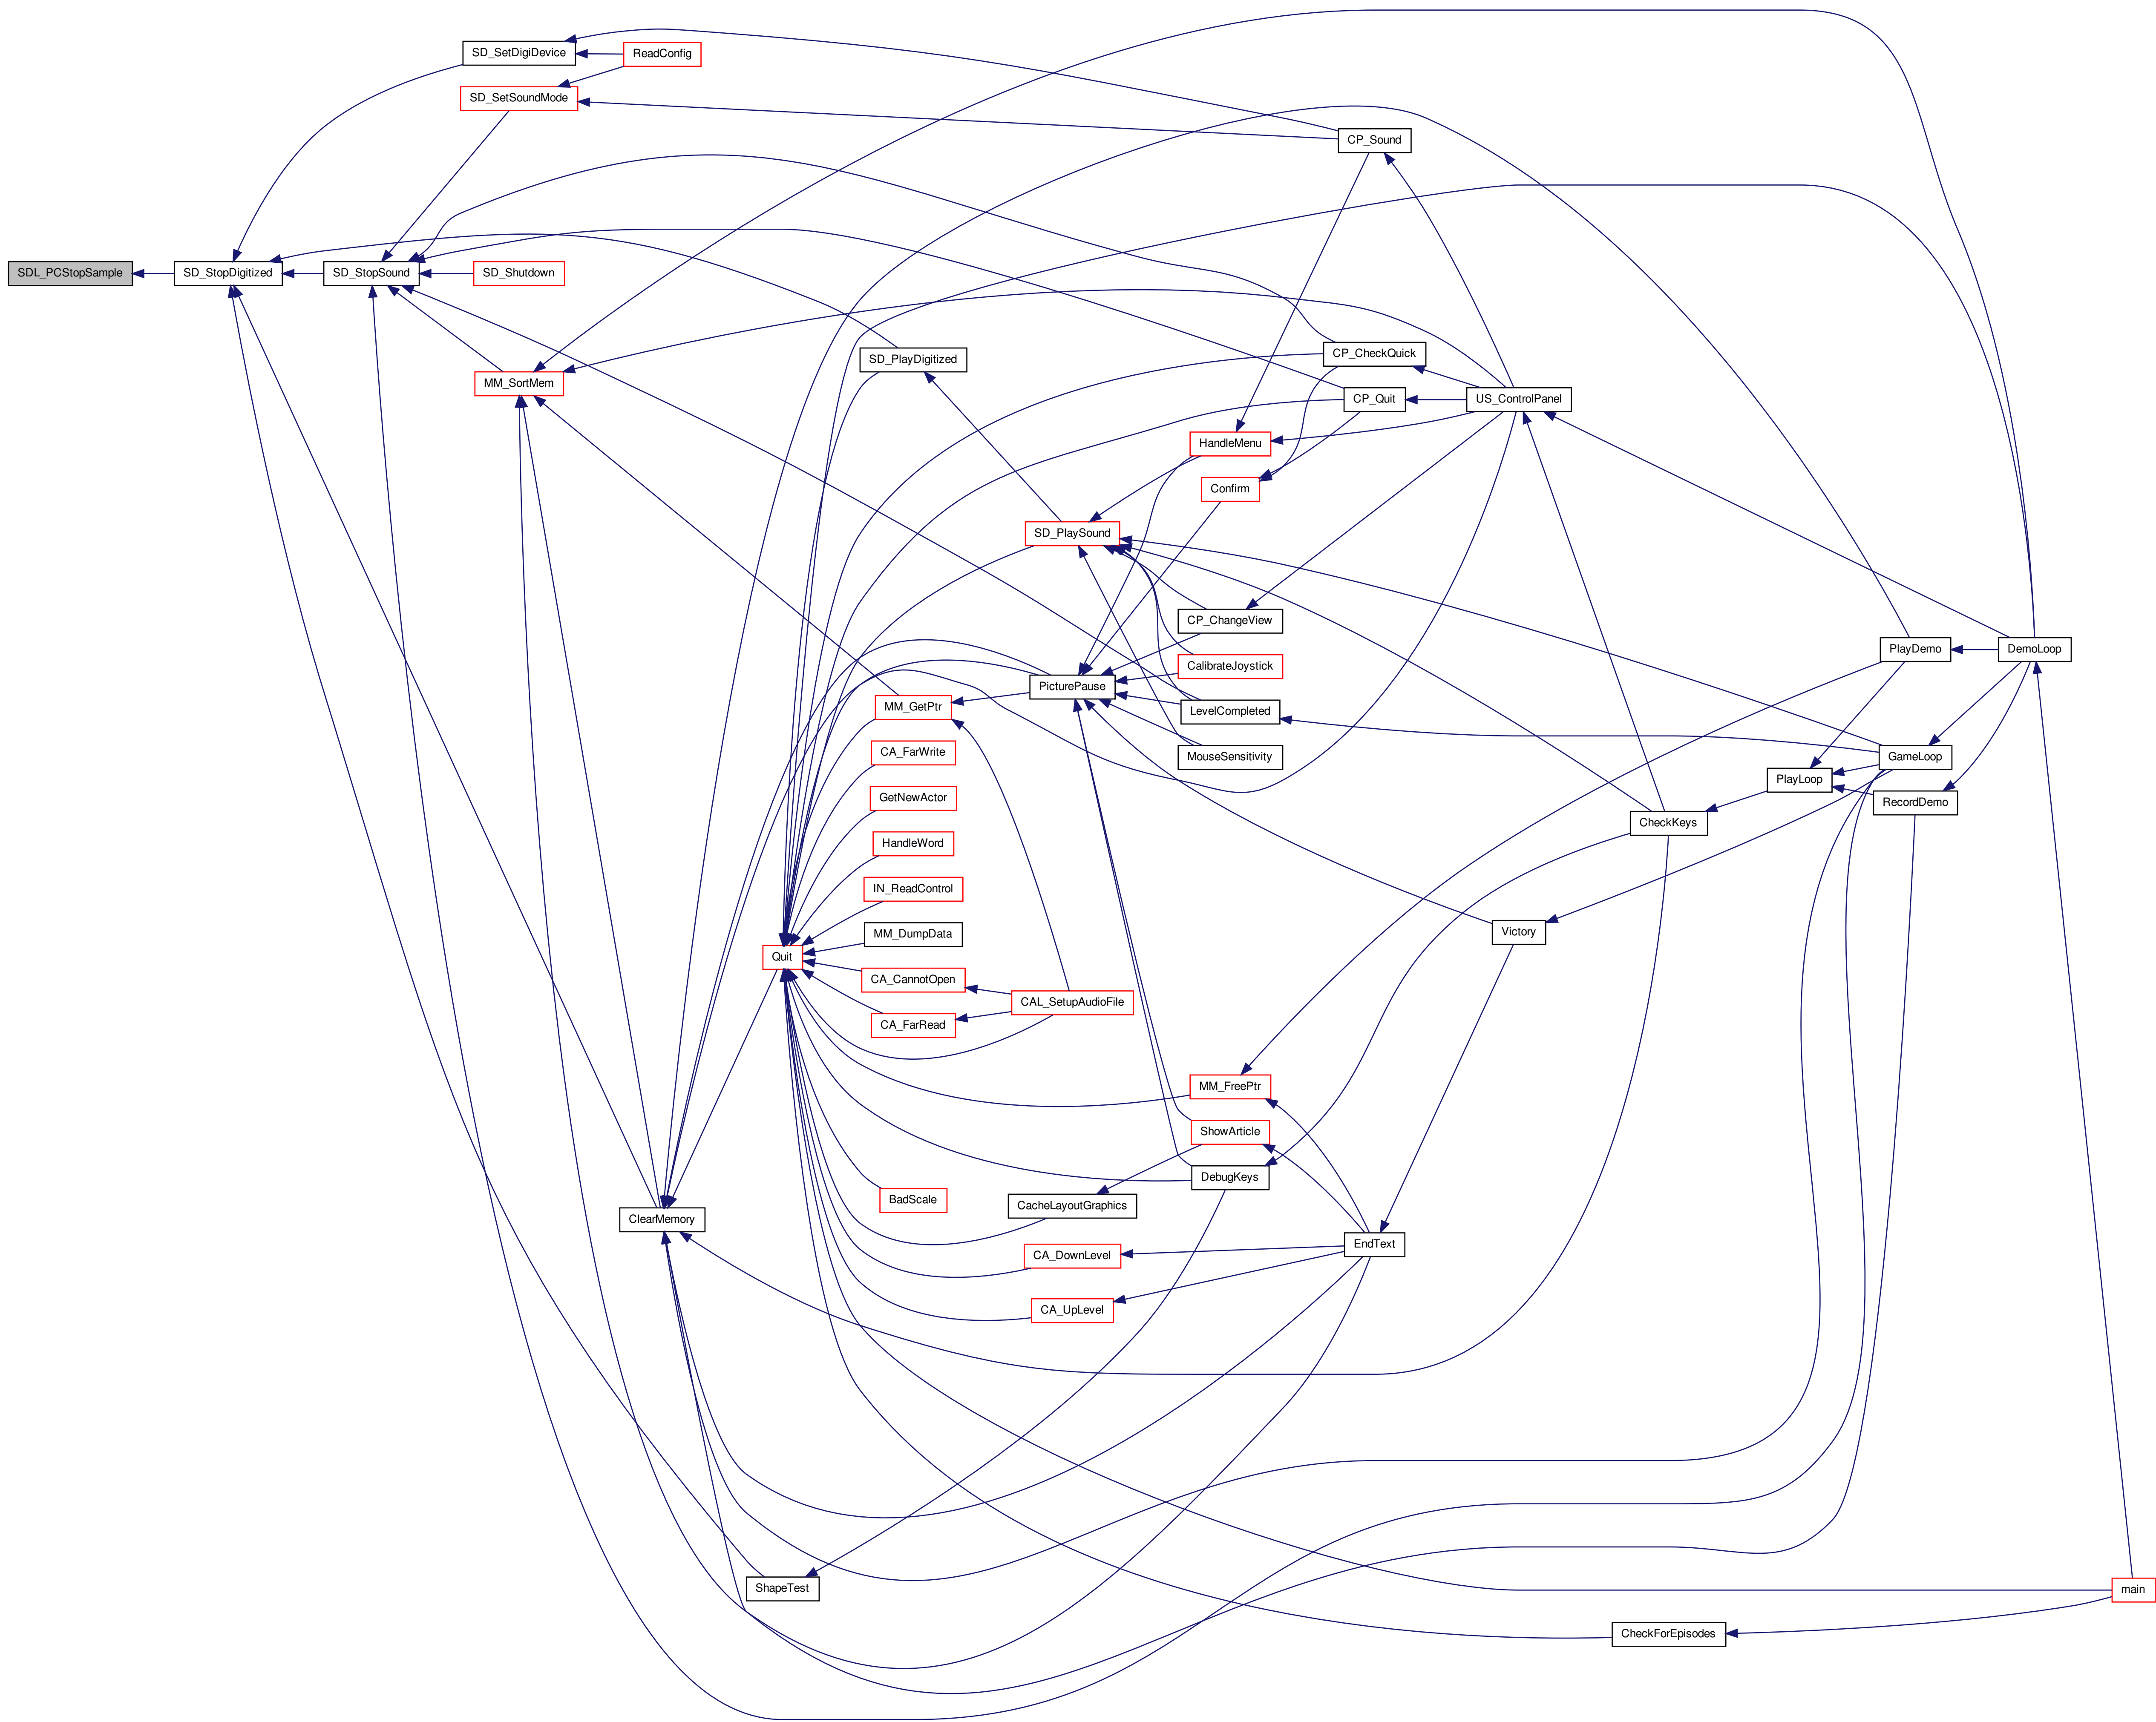 SD_SetDigiDevice
ReadConfig
SD_SetSoundMode
CP_Sound
SDL_PCStopSample
SD_StopDigitized
SD_StopSound
SD_Shutdown
SD_PlayDigitized
CP_CheckQuick
MM_SortMem
CP_Quit
US_ControlPanel
HandleMenu
Confirm
SD_PlaySound
CP_ChangeView
PlayDemo
DemoLoop
CalibrateJoystick
PicturePause
MM_GetPtr
LevelCompleted
CA_FarWrite
MouseSensitivity
GameLoop
PlayLoop
GetNewActor
RecordDemo
CheckKeys
HandleWord
IN_ReadControl
MM_DumpData
Victory
Quit
CA_CannotOpen
CAL_SetupAudioFile
CA_FarRead
MM_FreePtr
ShowArticle
DebugKeys
BadScale
CacheLayoutGraphics
ClearMemory
EndText
CA_DownLevel
CA_UpLevel
ShapeTest
main
CheckForEpisodes